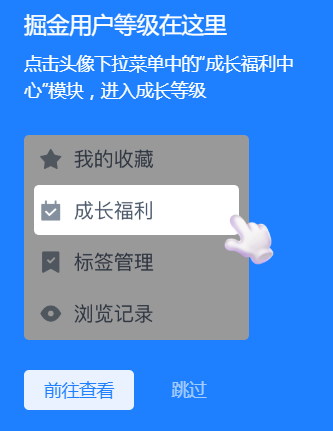 掘金用户等级在这里
点击头像下拉菜单中的“成长福利中
心”模块，进入成长等级
我的收藏
成长福利
标签管理
浏览记录
前往查看
跳过